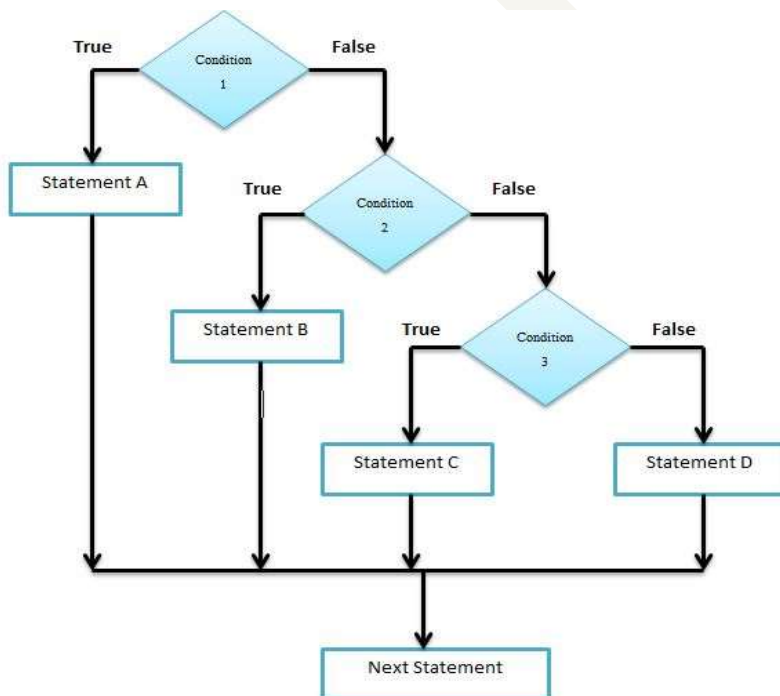 True
False
Condition
1
Statement A
True
False
Condition
2
Statement B
True
False
Condition
3
Statement C
Statement D
Next Statement